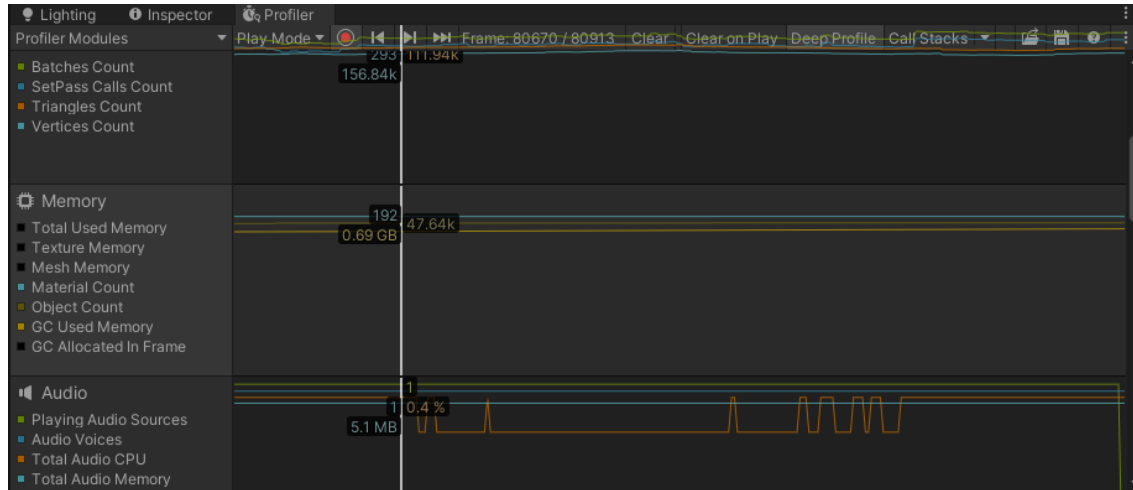 Lighting Inspector Profiler
Profiler Modules Play Mode Frame: 80670 / 80913 Clear Clear on Play Deep Profile Call Stacks
293 111.94k
156.84k
Batches Count
SetPass Calls Count
Triangles Count
Vertices Count
Memory
192 47.64k
0.69 GB
Total Used Memory
Texture Memory
Mesh Memory
Material Count
Object Count
GC Used Memory
GC Allocated In Frame
Audio
1
1 0.4 %
5.1 MB
Playing Audio Sources
Audio Voices
Total Audio CPU
Total Audio Memory